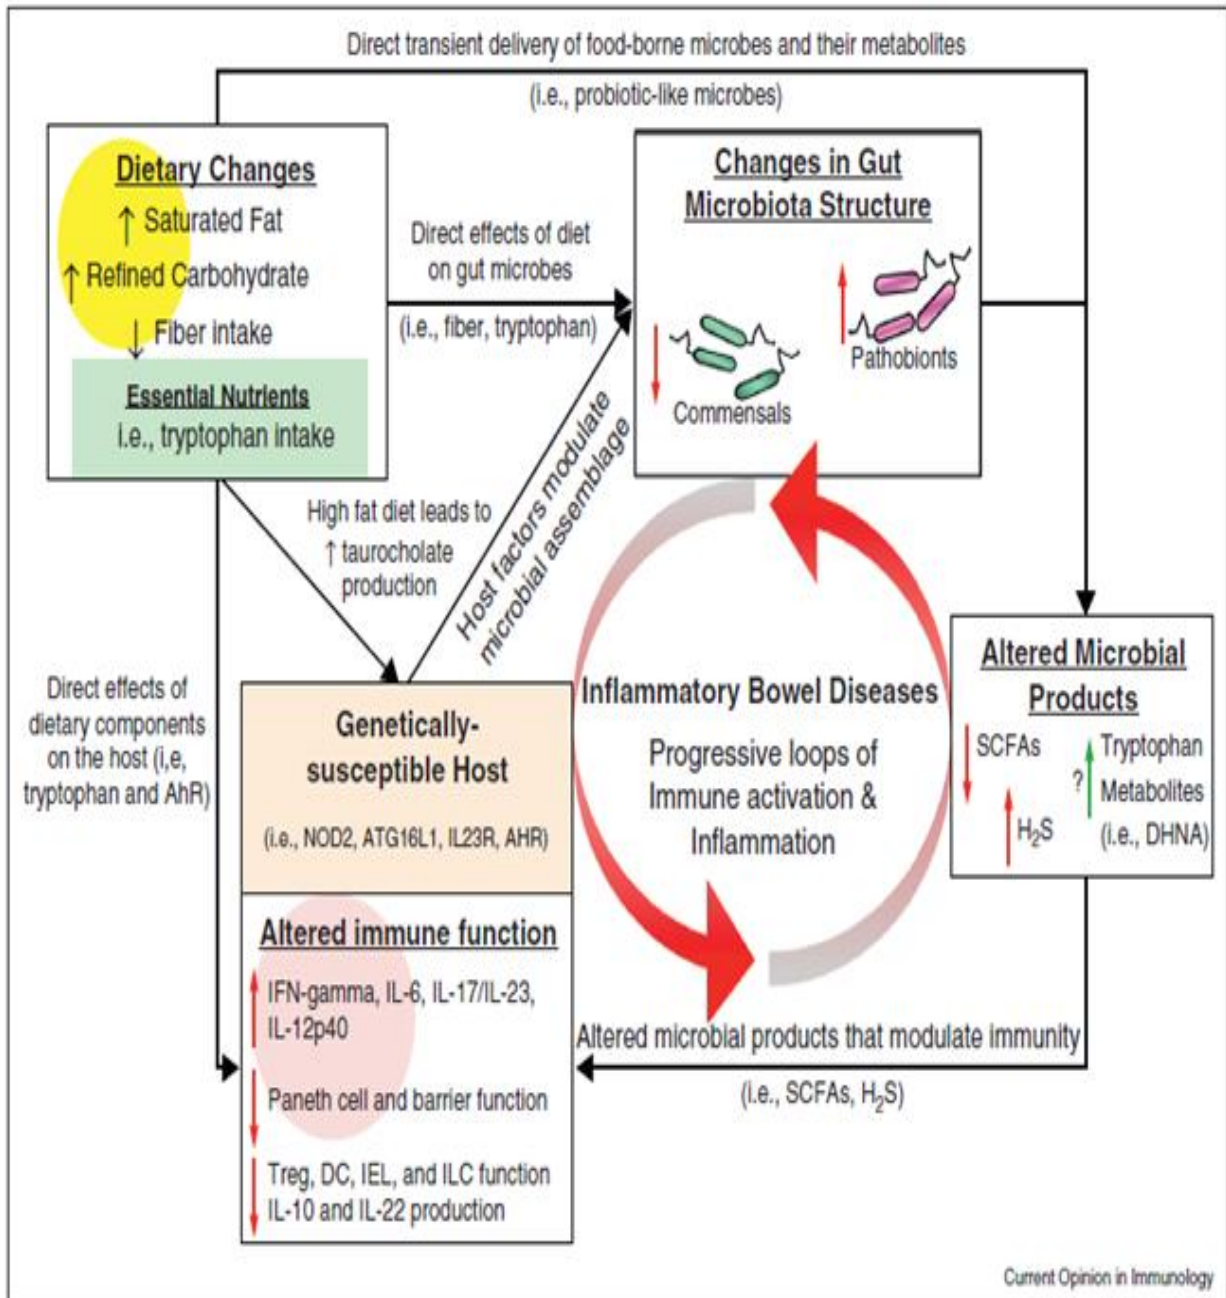 Direct transient delivery of food-borne microbes and their metabolites
(i.e., probiotic-like microbes)
Dietary Changes
↑ Saturated Fat
↑ Refined Carbohydrate
↓ Fiber intake
Essential Nutrients
i.e., tryptophan intake
Direct effects of diet
on gut microbes
(i.e., fiber, tryptophan)
Changes in Gut
Microbiota Structure
Pathobionts
Commensals
High fat diet leads to
↑ taurocholate
production
Host factors modulate
microbial assemblage
Direct effects of
dietary components
on the host (i,e,
tryptophan and AhR)
Genetically-
susceptible Host
(i.e., NOD2, ATG16L1, IL23R, AHR)
Altered immune function
IFN-gamma, IL-6, IL-17/IL-23,
IL-12p40
Paneth cell and barrier function
Treg, DC, IEL, and ILC function
IL-10 and IL-22 production
Inflammatory Bowel Diseases
Progressive loops of
Immune activation &
Inflammation
Altered Microbial
Products
SCFAs
H₂S
?
Tryptophan
Metabolites
(i.e., DHNA)
Altered microbial products that modulate immunity
(i.e., SCFAs, H₂S)
Current Opinion in Immunology